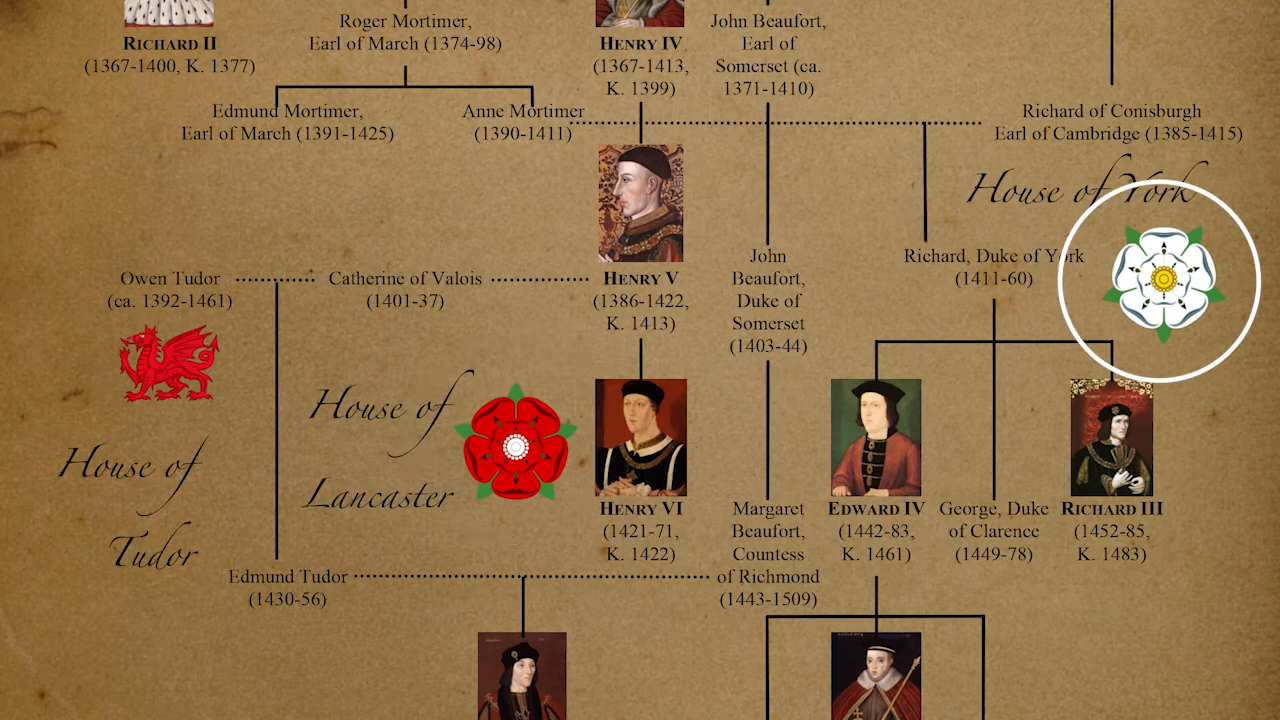 Roger Mortimer,
Earl of March (1374-98)
John Beaufort,
Earl of
Somerset (ca.
1371-1410)
RICHARD II
(1367-1400, K. 1377)
HENRY IV
(1367-1413,
K. 1399)
Edmund Mortimer,
Earl of March (1391-1425)
Anne Mortimer
(1390-1411)
Richard of Conisburgh
Earl of Cambridge (1385-1415)
House of York
Owen Tudor
(ca. 1392-1461)
Catherine of Valois
(1401-37)
HENRY V
(1386-1422,
K. 1413)
John
Beaufort,
Duke of
Somerset
(1403-44)
Richard, Duke of York
(1411-60)
House of
Lancaster
House of
Tudor
HENRY VI
(1421-71,
K. 1422)
Margaret
Beaufort,
Countess
of Richmond
(1443-1509)
EDWARD IV
(1442-83,
K. 1461)
George, Duke
of Clarence
(1449-78)
RICHARD III
(1452-85,
K. 1483)
Edmund Tudor
(1430-56)